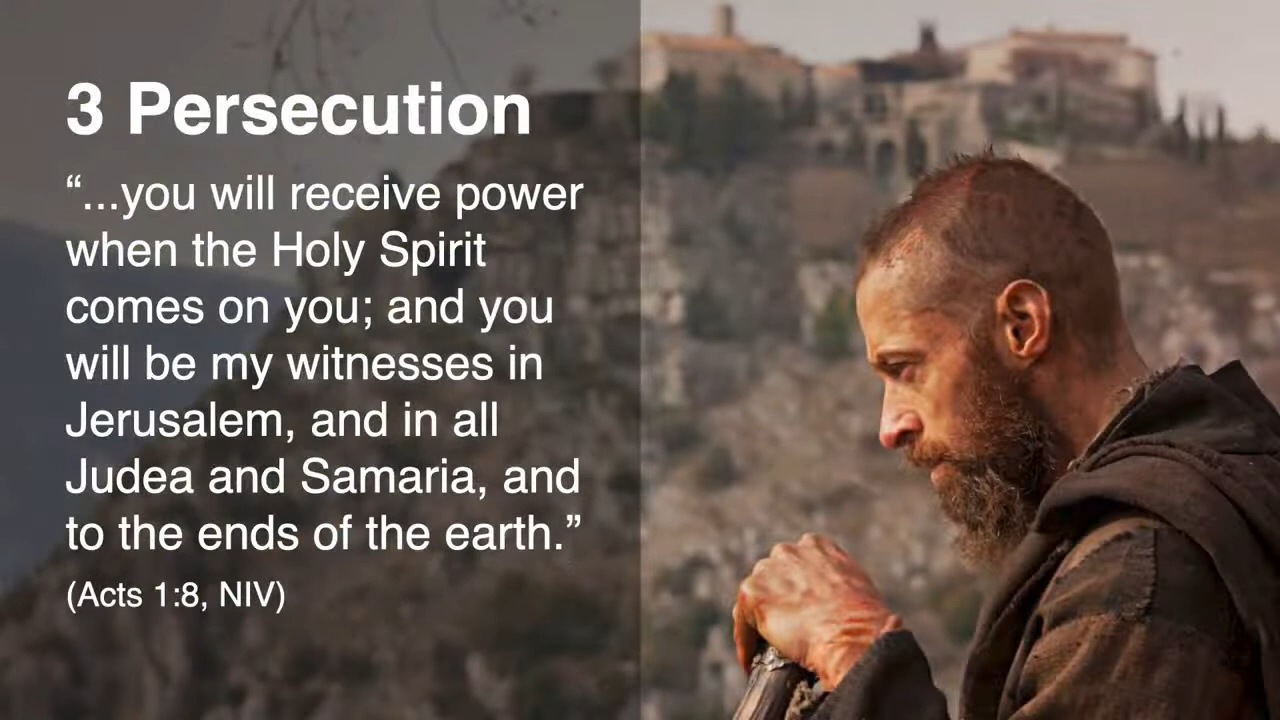 3 Persecution
“...you will receive power
when the Holy Spirit
comes on you; and you
will be my witnesses in
Jerusalem, and in all
Judea and Samaria, and
to the ends of the earth.”
(Acts 1:8, NIV)